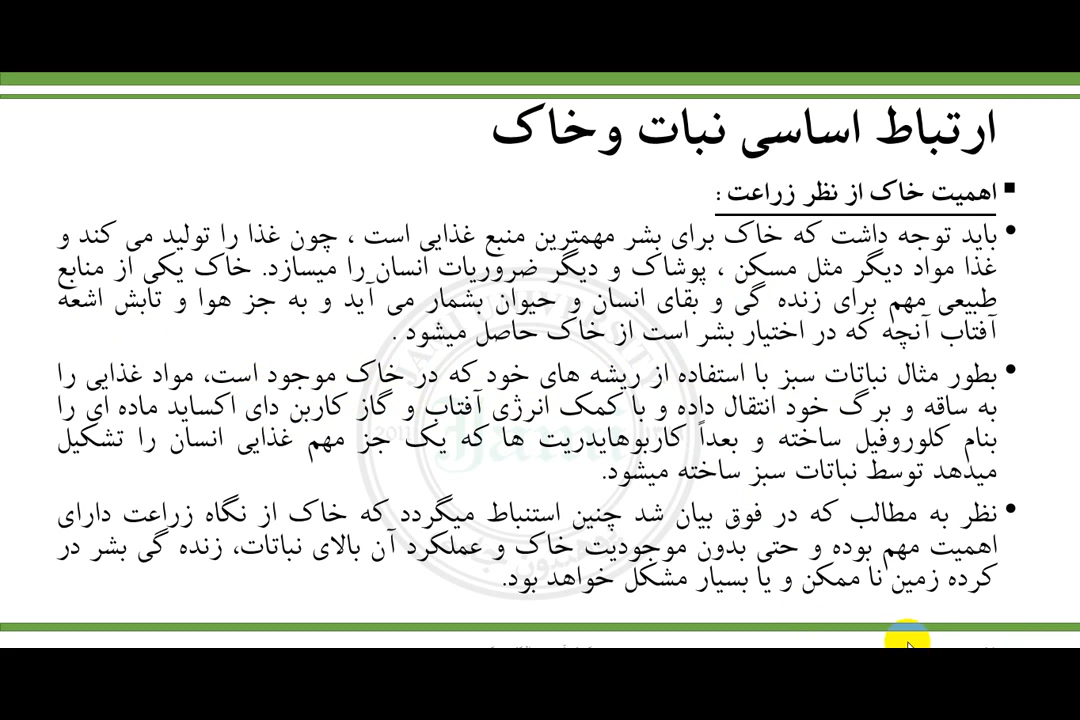 ارتباط اساسی نبات وخاک
▪ اهمیت خاک از نظر زراعت :
• باید توجه داشت که خاک برای بشر مهمترین منبع غذایی است ، چون غذا را تولید می کند و
غذا مواد دیگر مثل مسکن ، پوشاک و دیگر ضروریات انسان را میسازد. خاک یکی از منابع
طبیعی مهم برای زنده گی و بقای انسان و حیوان بشمار می آید و به جز هوا و تابش اشعه
آفتاب آنچه که در اختیار بشر است از خاک حاصل میشود .
• بطور مثال نباتات سبز با استفاده از ریشه های خود که در خاک موجود است، مواد غذایی را
به ساقه و برگ خود انتقال داده و با کمک انرژی آفتاب و گاز کاربن دای اکساید ماده ای را
بنام کلوروفیل ساخته و بعداً کاربوهایدریت ها که یک جز مهم غذایی انسان را تشکیل
میدهد توسط نباتات سبز ساخته میشود.
• نظر به مطالب که در فوق بیان شد چنین استنباط میگردد که خاک از نگاه زراعت دارای
اهمیت مهم بوده و حتی بدون موجودیت خاک و عملکرد آن بالای نباتات، زنده گی بشر در
کرده زمین نا ممکن و یا بسیار مشکل خواهد بود.
JAMI UNIVERSITY
Jami
2011